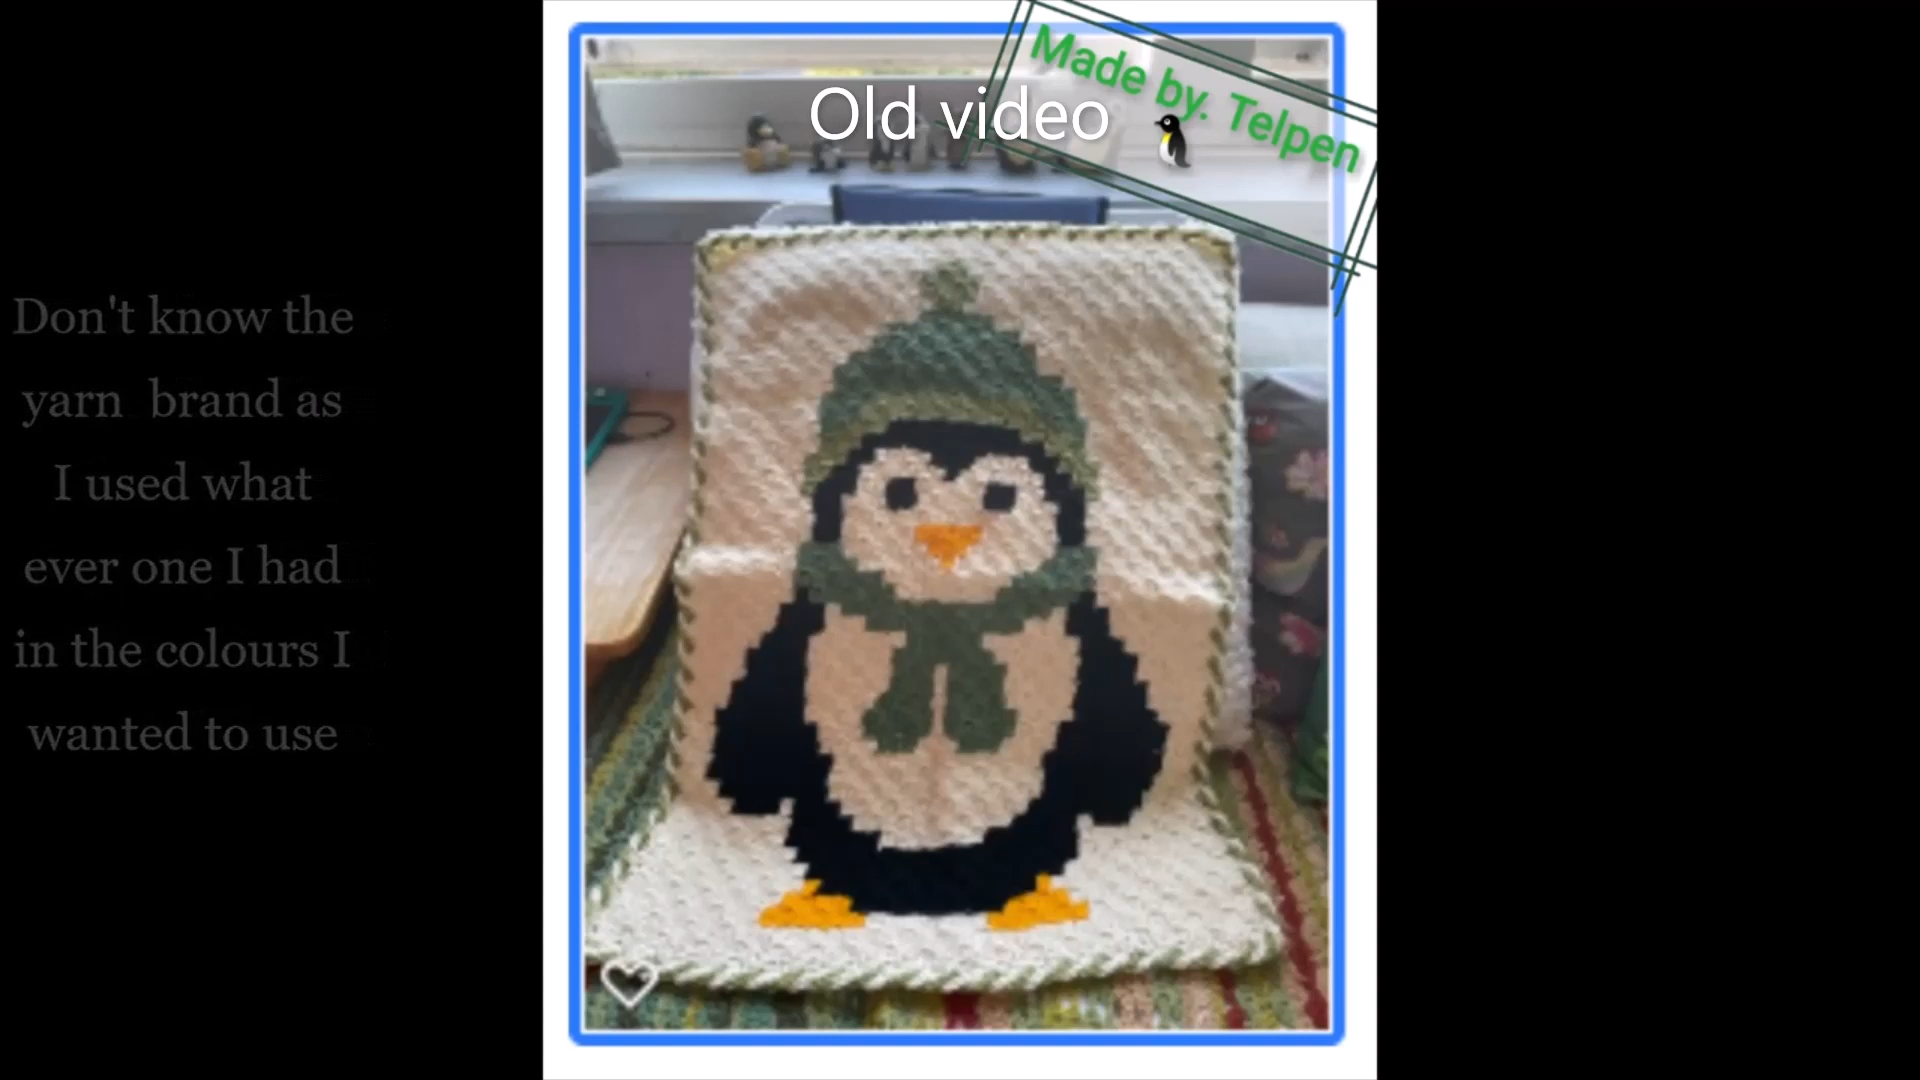 Made by. Telpen
Old video
Don't know the
yarn brand as
I used what
ever one I had
in the colours I
wanted to use